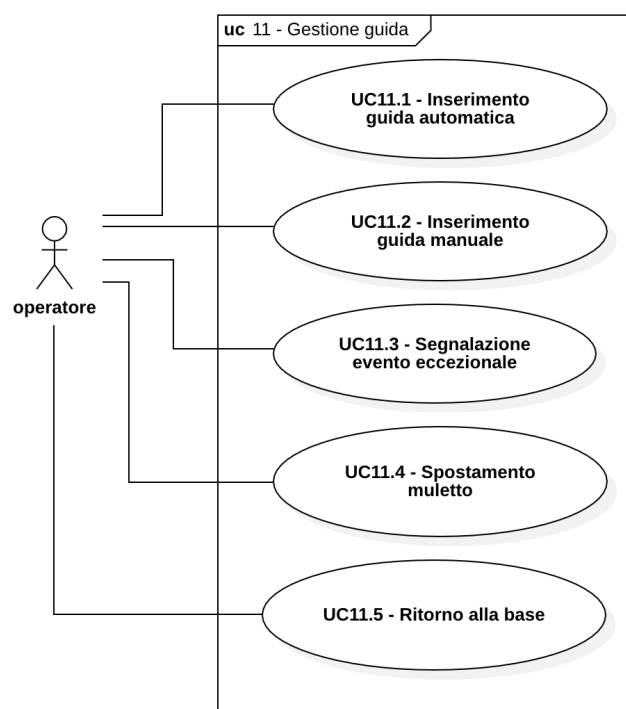 uc 11 - Gestione guida
UC11.1 - Inserimento
guida automatica
UC11.2 - Inserimento
guida manuale
operatore
UC11.3 - Segnalazione
evento eccezionale
UC11.4 - Spostamento
muletto
UC11.5 - Ritorno alla base